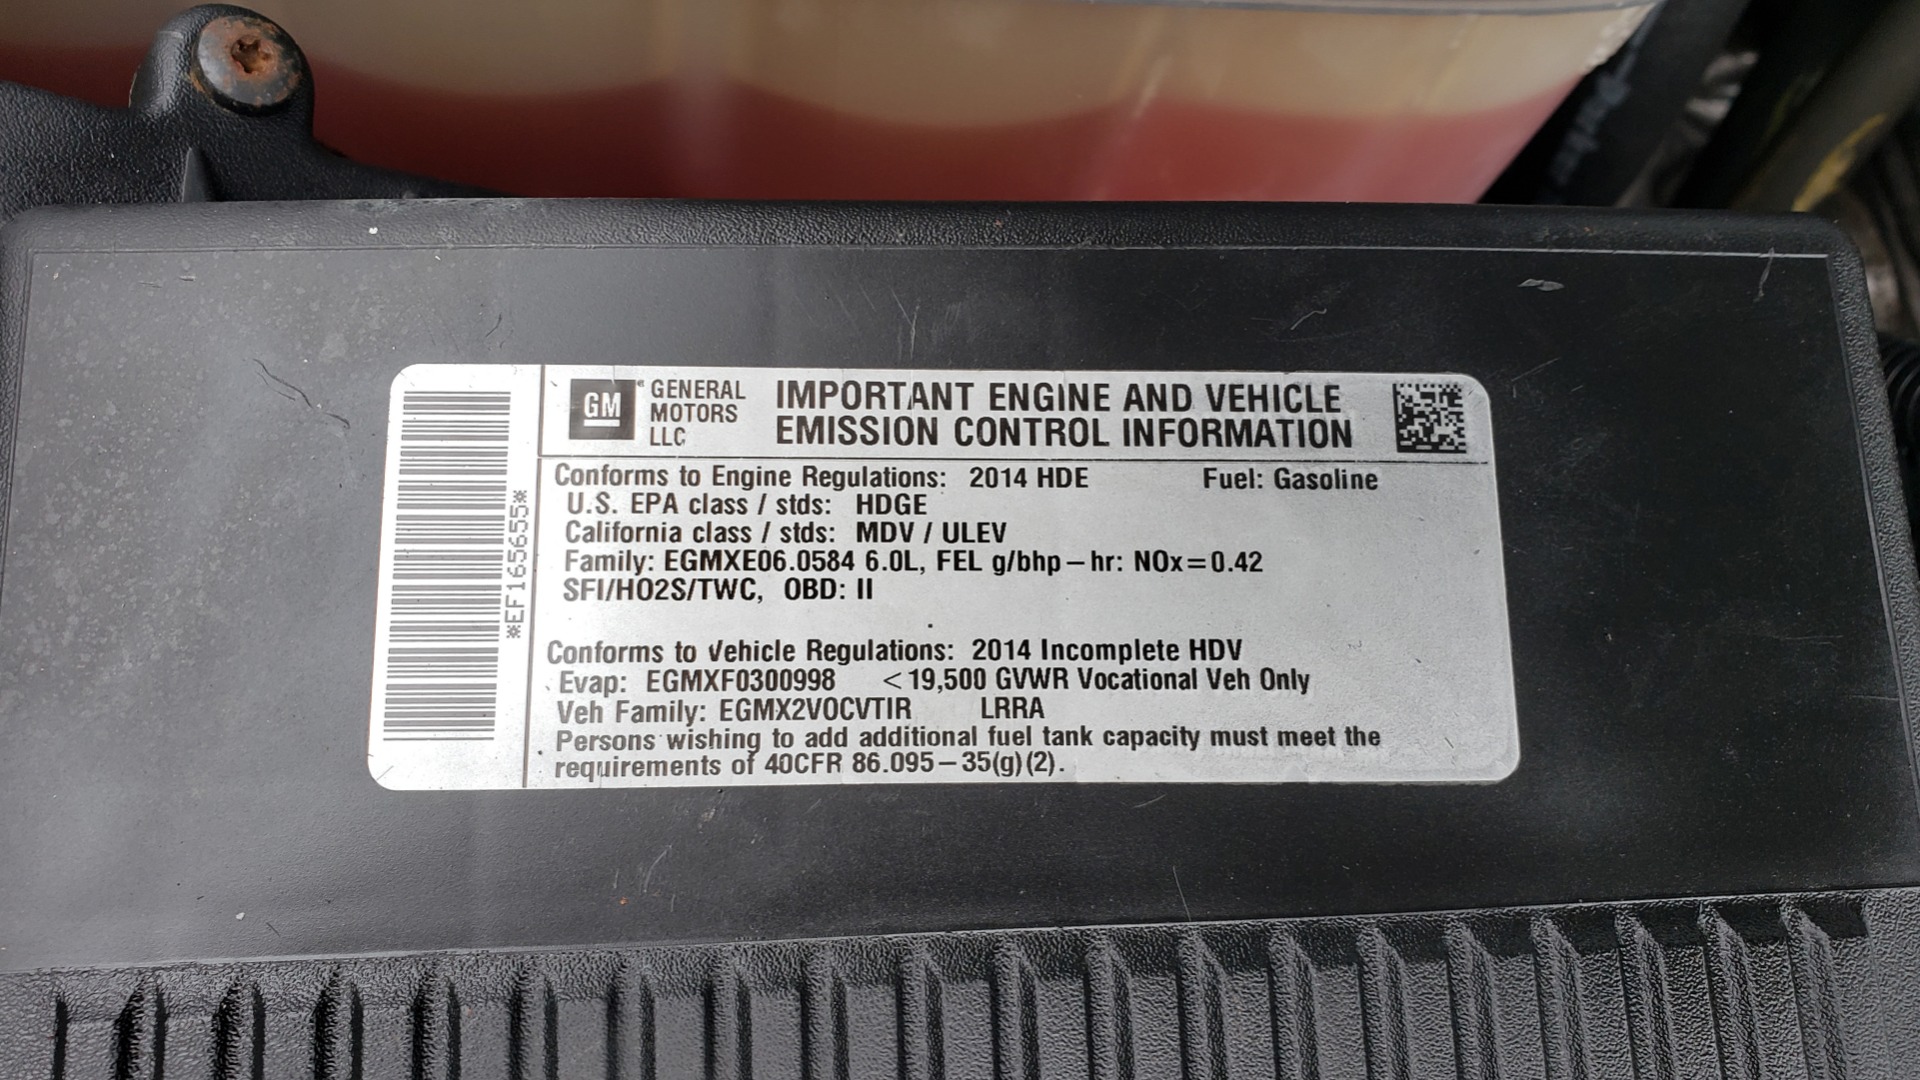 *EF165655*
GM GENERAL
MOTORS
LLC
IMPORTANT ENGINE AND VEHICLE
EMISSION CONTROL INFORMATION
Conforms to Engine Regulations: 2014 HDE Fuel: Gasoline
U.S. EPA class / stds: HDGE
California class / stds: MDV / ULEV
Family: EGMXE06.0584 6.0L, FEL g/bhp-hr: NOx=0.42
SFI/HO2S/TWC, OBD: II
Conforms to Vehicle Regulations: 2014 Incomplete HDV
Evap: EGMXF0300998 <19,500 GVWR Vocational Veh Only
Veh Family: EGMX2VOCVTIR LRRA
Persons wishing to add additional fuel tank capacity must meet the
requirements of 40CFR 86.095-35(g)(2).